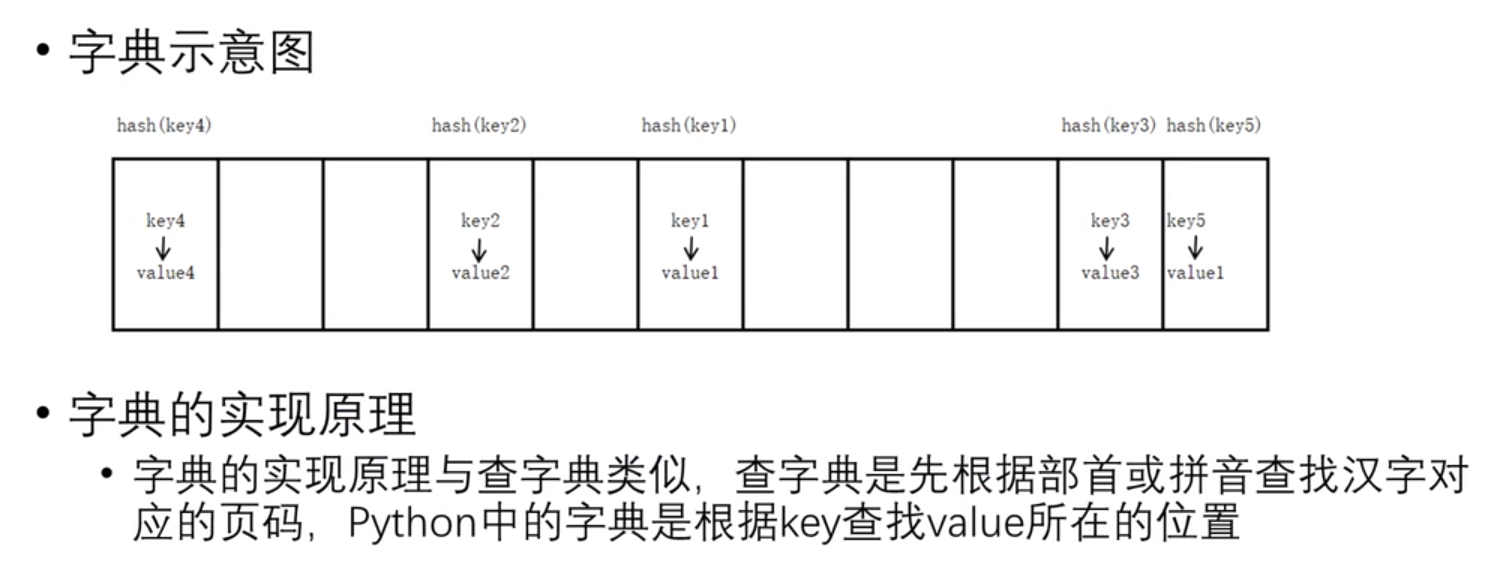 • 字典示意图
hash(key4) hash(key2) hash(key1) hash(key3) hash(key5)
key4 key2 key1 key3 key5
value4 value2 value1 value3 value1
• 字典的实现原理
• 字典的实现原理与查字典类似，查字典是先根据部首或拼音查找汉字对
应的页码，Python中的字典是根据key查找value所在的位置